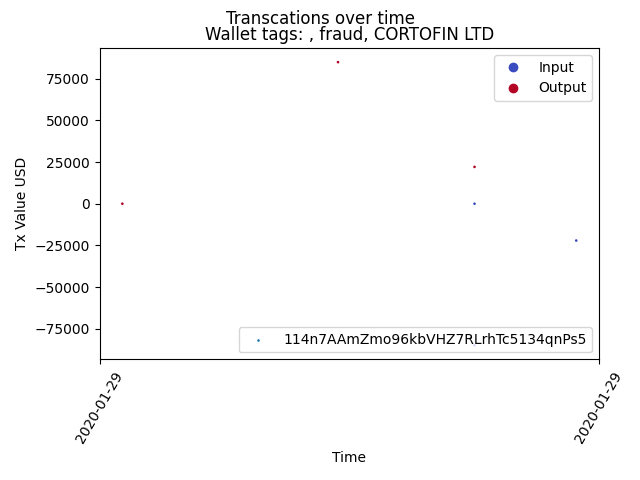 Transcations over time
Wallet tags: , fraud, CORTOFIN LTD
Input
Output
75000
50000
25000
0
−25000
−50000
−75000
Tx Value USD
114n7AAmZmo96kbVHZ7RLrhTc5134qnPs5
2020-01-29
2020-01-29
Time